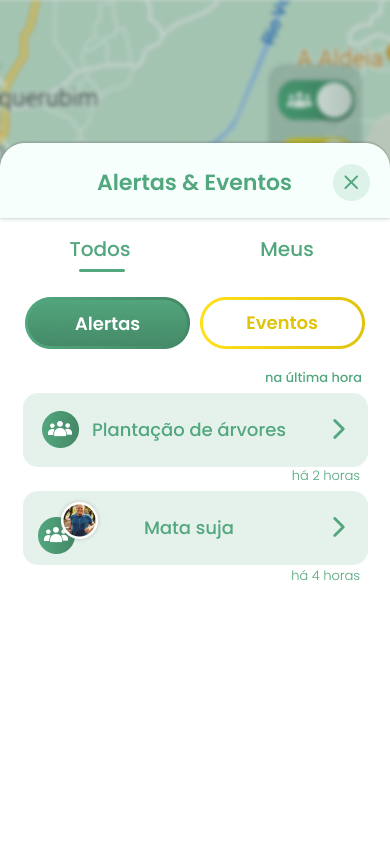 Rio V
A Aldeia
querubim
Alertas & Eventos
Todos
Meus
Alertas
Eventos
na última hora
Plantação de árvores
há 2 horas
Mata suja
há 4 horas